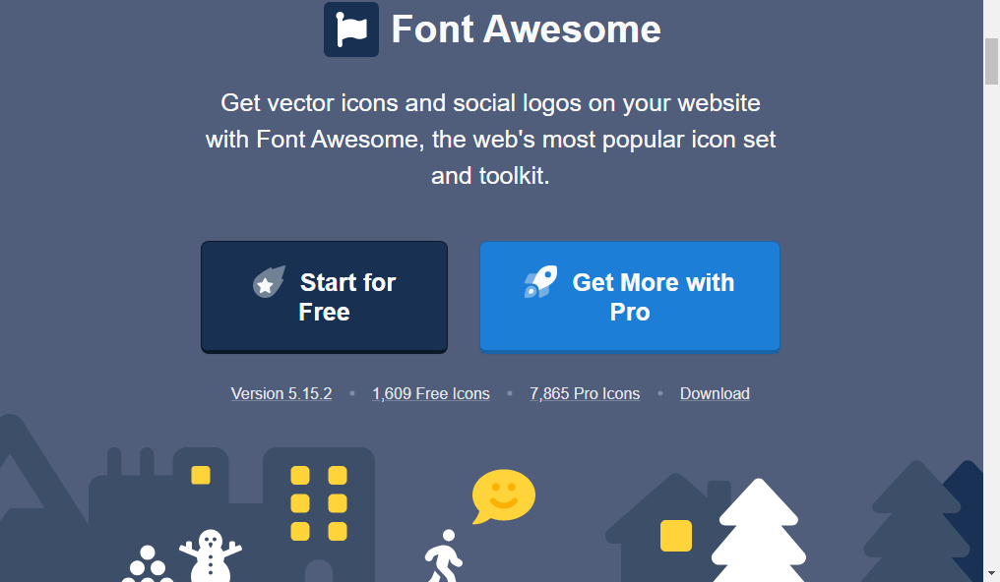 Font Awesome
Get vector icons and social logos on your website
with Font Awesome, the web's most popular icon set
and toolkit.
Start for
Free
Get More with
Pro
Version 5.15.2 • 1,609 Free Icons • 7,865 Pro Icons • Download